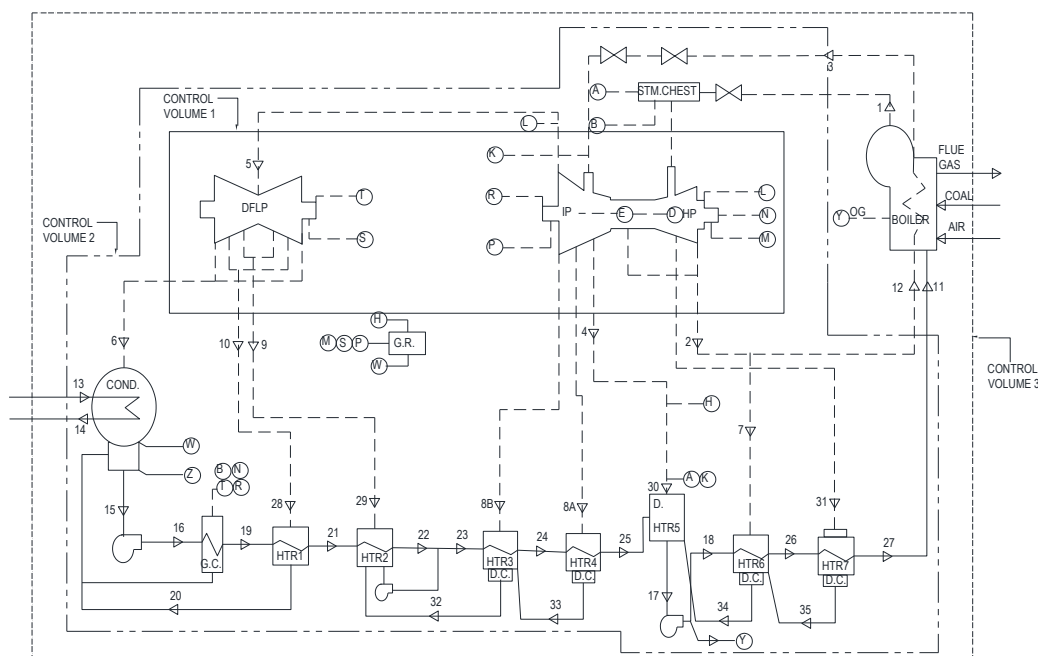 3
A
STM.CHEST
CONTROL
VOLUME 1
L
B
1
FLUE
GAS
K
5
L
COAL
R
T
IP
E
D
HP
N
Y
OG
BOILER
DFLP
CONTROL
VOLUME 2
S
P
M
AIR
12
11
H
4
2
6
10
9
M
S
P
G.R.
W
CONTROL
VOLUME 3
13
COND.
14
H
7
W
B
N
Z
T
R
A
K
15
28
29
8B
8A
30
31
D.
16
19
21
22
23
24
25
HTR5
18
26
27
G.C.
HTR1
HTR2
HTR3
HTR4
HTR6
HTR7
D.C.
D.C.
D.C.
D.C.
20
32
33
17
34
35
Y